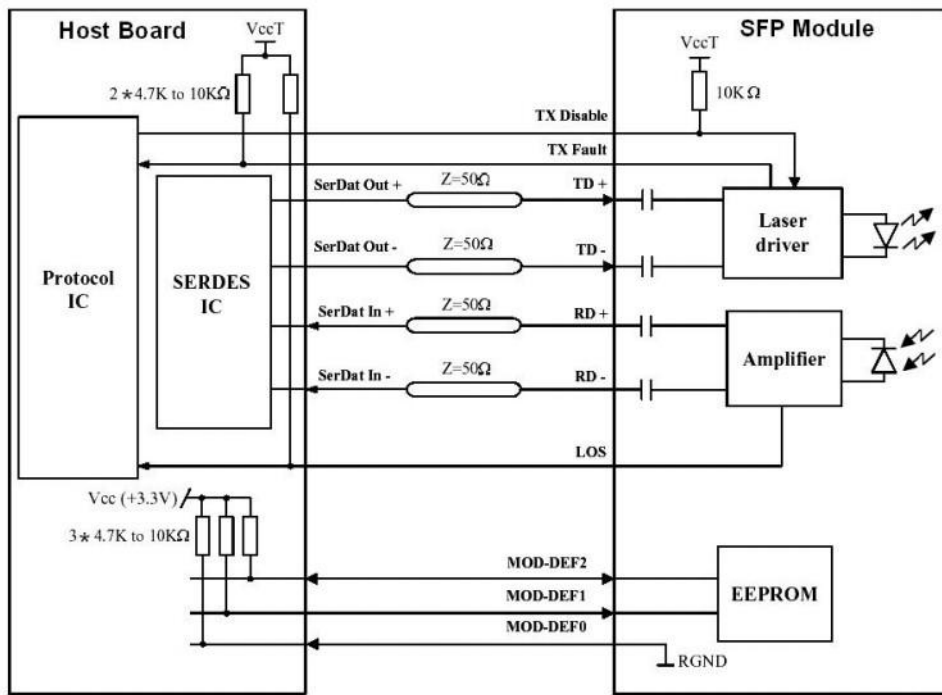 Host Board
SFP Module
VccT
VccT
2*4.7K to 10KΩ
10K Ω
TX Disable
TX Fault
SerDat Out +
Z=50Ω
TD +
Laser
driver
SerDat Out -
Z=50Ω
TD -
Protocol
IC
SERDES
IC
SerDat In +
Z=50Ω
RD +
Amplifier
SerDat In -
Z=50Ω
RD -
LOS
Vcc (+3.3V)
3* 4.7K to 10KΩ
MOD-DEF2
EEPROM
MOD-DEF1
MOD-DEF0
RGND